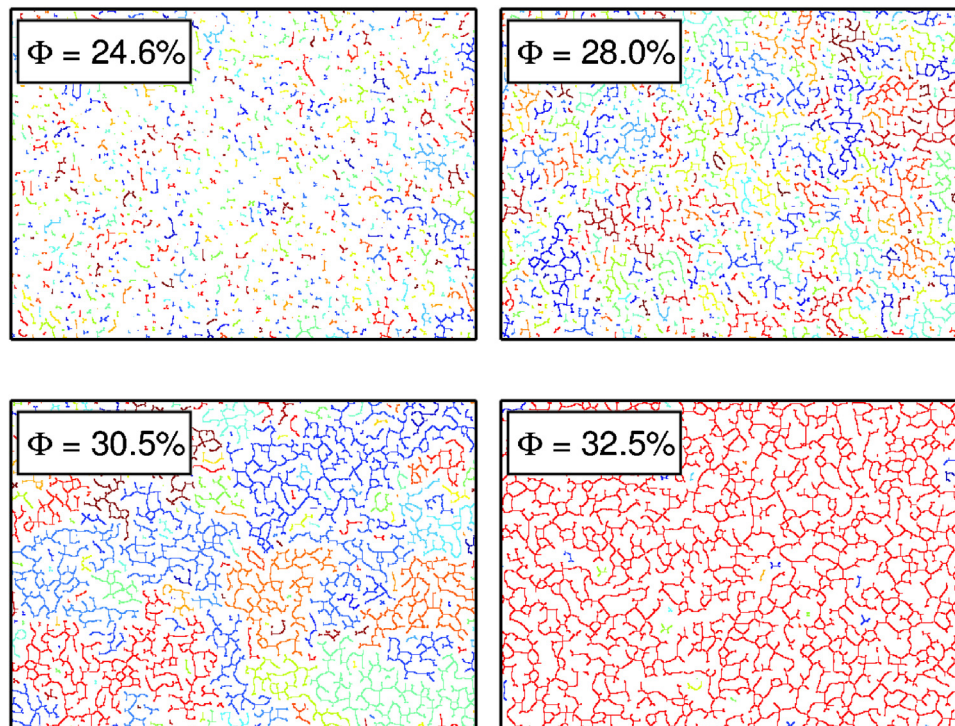 Φ = 24.6%
Φ = 28.0%
Φ = 30.5%
Φ = 32.5%